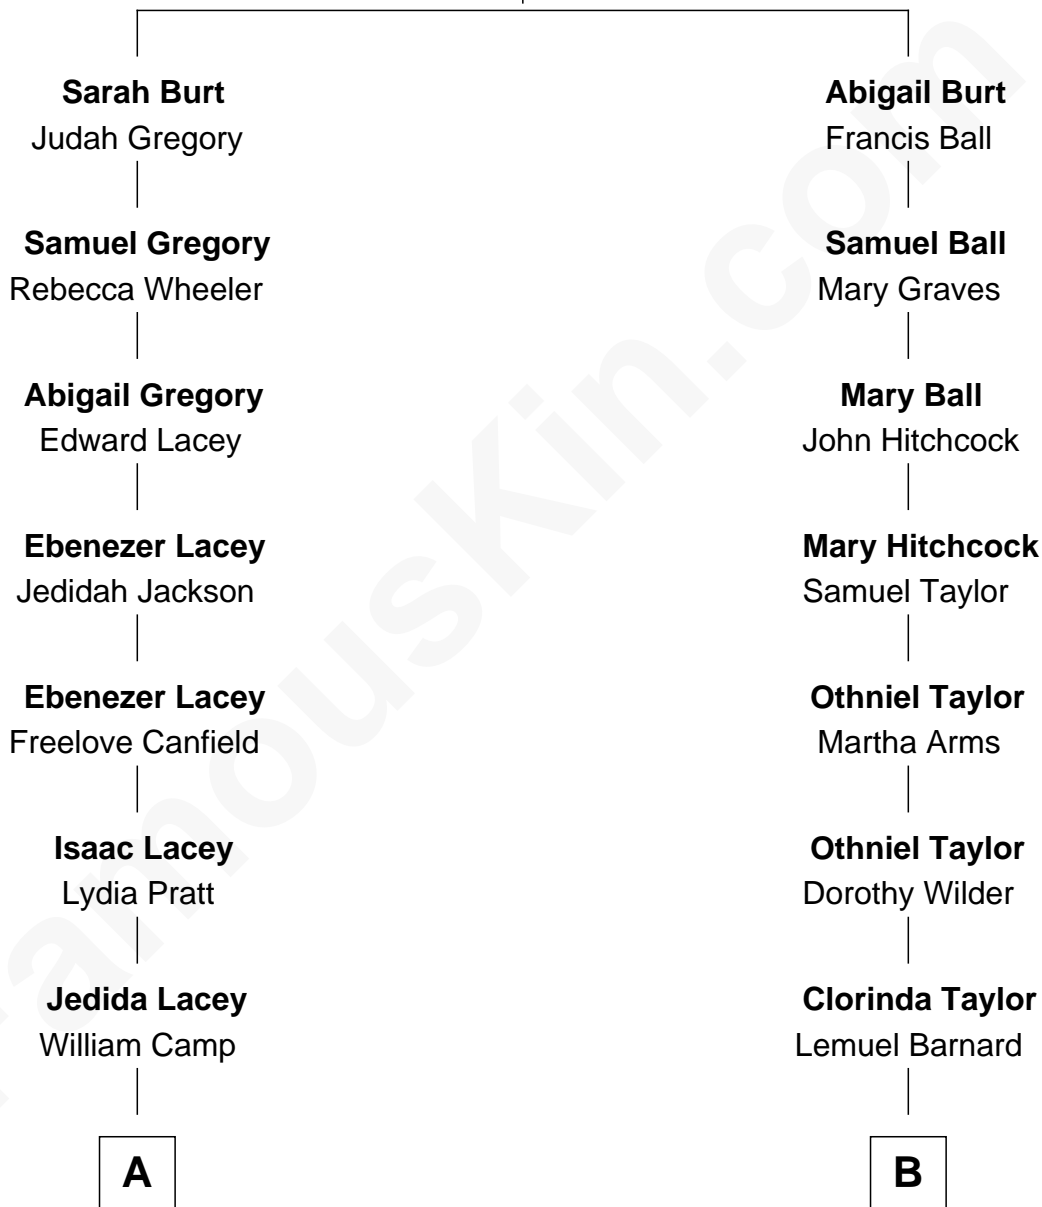 Sarah Burt
Judah Gregory
Samuel Gregory
Rebecca Wheeler
Abigail Gregory
Edward Lacey
Ebenezer Lacey
Jedidah Jackson
Ebenezer Lacey
Freelove Canfield
Isaac Lacey
Lydia Pratt
Jedida Lacey
William Camp
A
Abigail Burt
Francis Ball
Samuel Ball
Mary Graves
Mary Ball
John Hitchcock
Mary Hitchcock
Samuel Taylor
Othniel Taylor
Martha Arms
Othniel Taylor
Dorothy Wilder
Clorinda Taylor
Lemuel Barnard
B
FamousKin.com